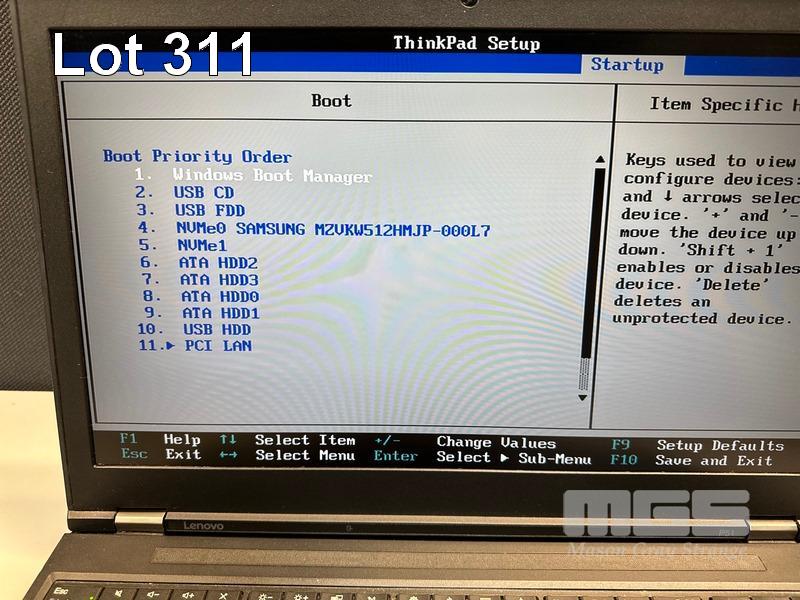 Lot 311
ThinkPad Setup
Startup
Boot
Item Specific H
Boot Priority Order
1. Windows Boot Manager
2. USB CD
3. USB FDD
4. NVMe0 SAMSUNG MZVKW512HMJP-000L7
5. NVMe1
6. ATA HDD2
7. ATA HDD3
8. ATA HDD0
9. ATA HDD1
10. USB HDD
11.▶ PCI LAN
Keys used to view
configure devices:
and ↓ arrows selec
device. '+' and '-
move the device up
down. 'Shift + 1'
enables or disables
device. 'Delete'
deletes an
unprotected device.
F1 Help ↑↓ Select Item +/- Change Values F9 Setup Defaults
Esc Exit ←→ Select Menu Enter Select ▶ Sub-Menu F10 Save and Exit
MGS
Mason Gray Strange
Lenovo
P51
Esc